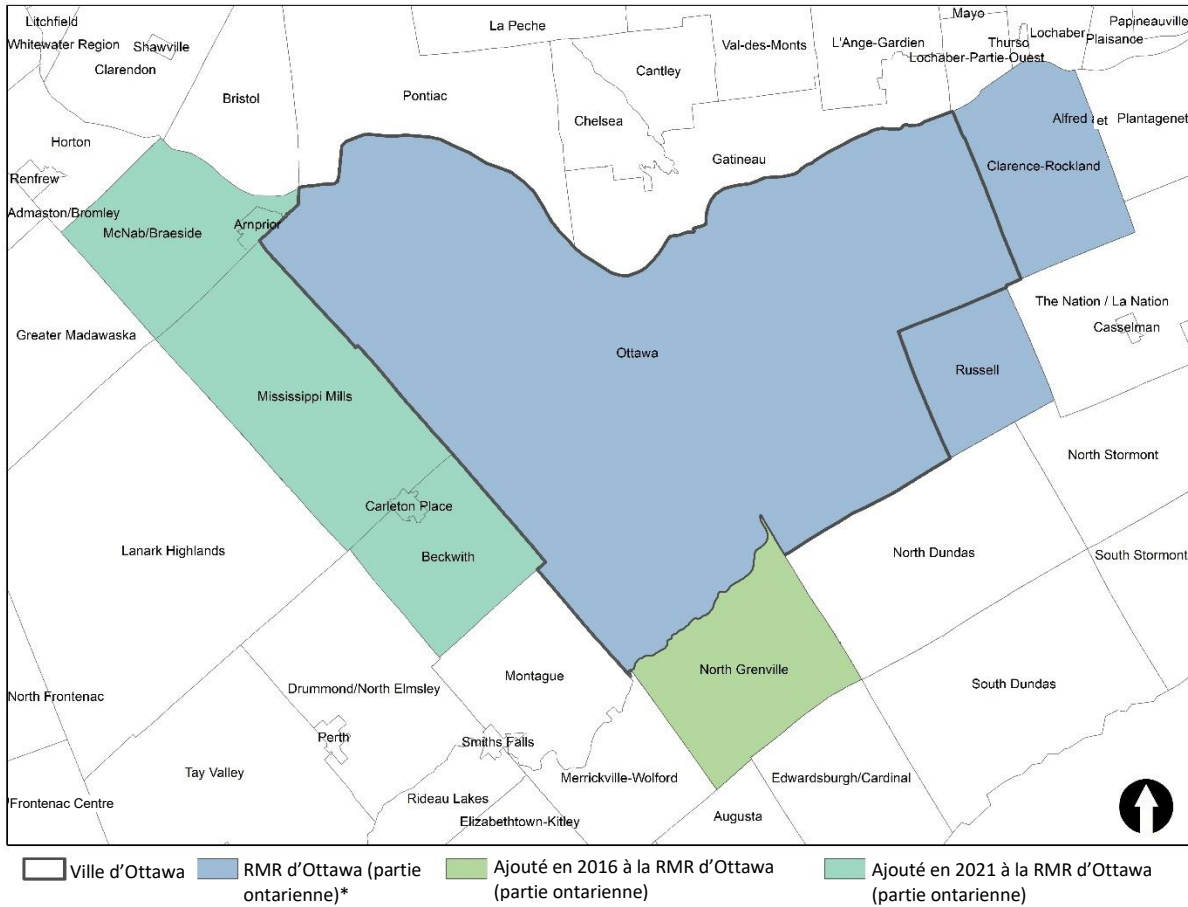 Litchfield
Whitewater Region
Shawville
Clarendon
Bristol
Pontiac
La Peche
Cantley
Chelsea
Val-des-Monts
L'Ange-Gardien
Mayo
Lochaber
Thurso
Papineauville
Plaisance
Lochaber-Partie-Ouest
Gatineau
Alfred et Plantagenet
Clarence-Rockland
Horton
Renfrew
Admaston/Bromley
McNab/Braeside
Arnprior
Greater Madawaska
The Nation / La Nation
Casselman
Ottawa
Russell
Mississippi Mills
North Stormont
Carleton Place
Lanark Highlands
Beckwith
North Dundas
South Stormont
North Grenville
Montague
Drummond/North Elmsley
North Frontenac
South Dundas
Perth
Smiths Falls
Tay Valley
Merrickville-Wolford
Edwardsburgh/Cardinal
Frontenac Centre
Rideau Lakes
Augusta
Elizabethtown-Kitley
Ville d'Ottawa
RMR d'Ottawa (partie
ontarienne)*
Ajouté en 2016 à la RMR d'Ottawa
(partie ontarienne)
Ajouté en 2021 à la RMR d'Ottawa
(partie ontarienne)